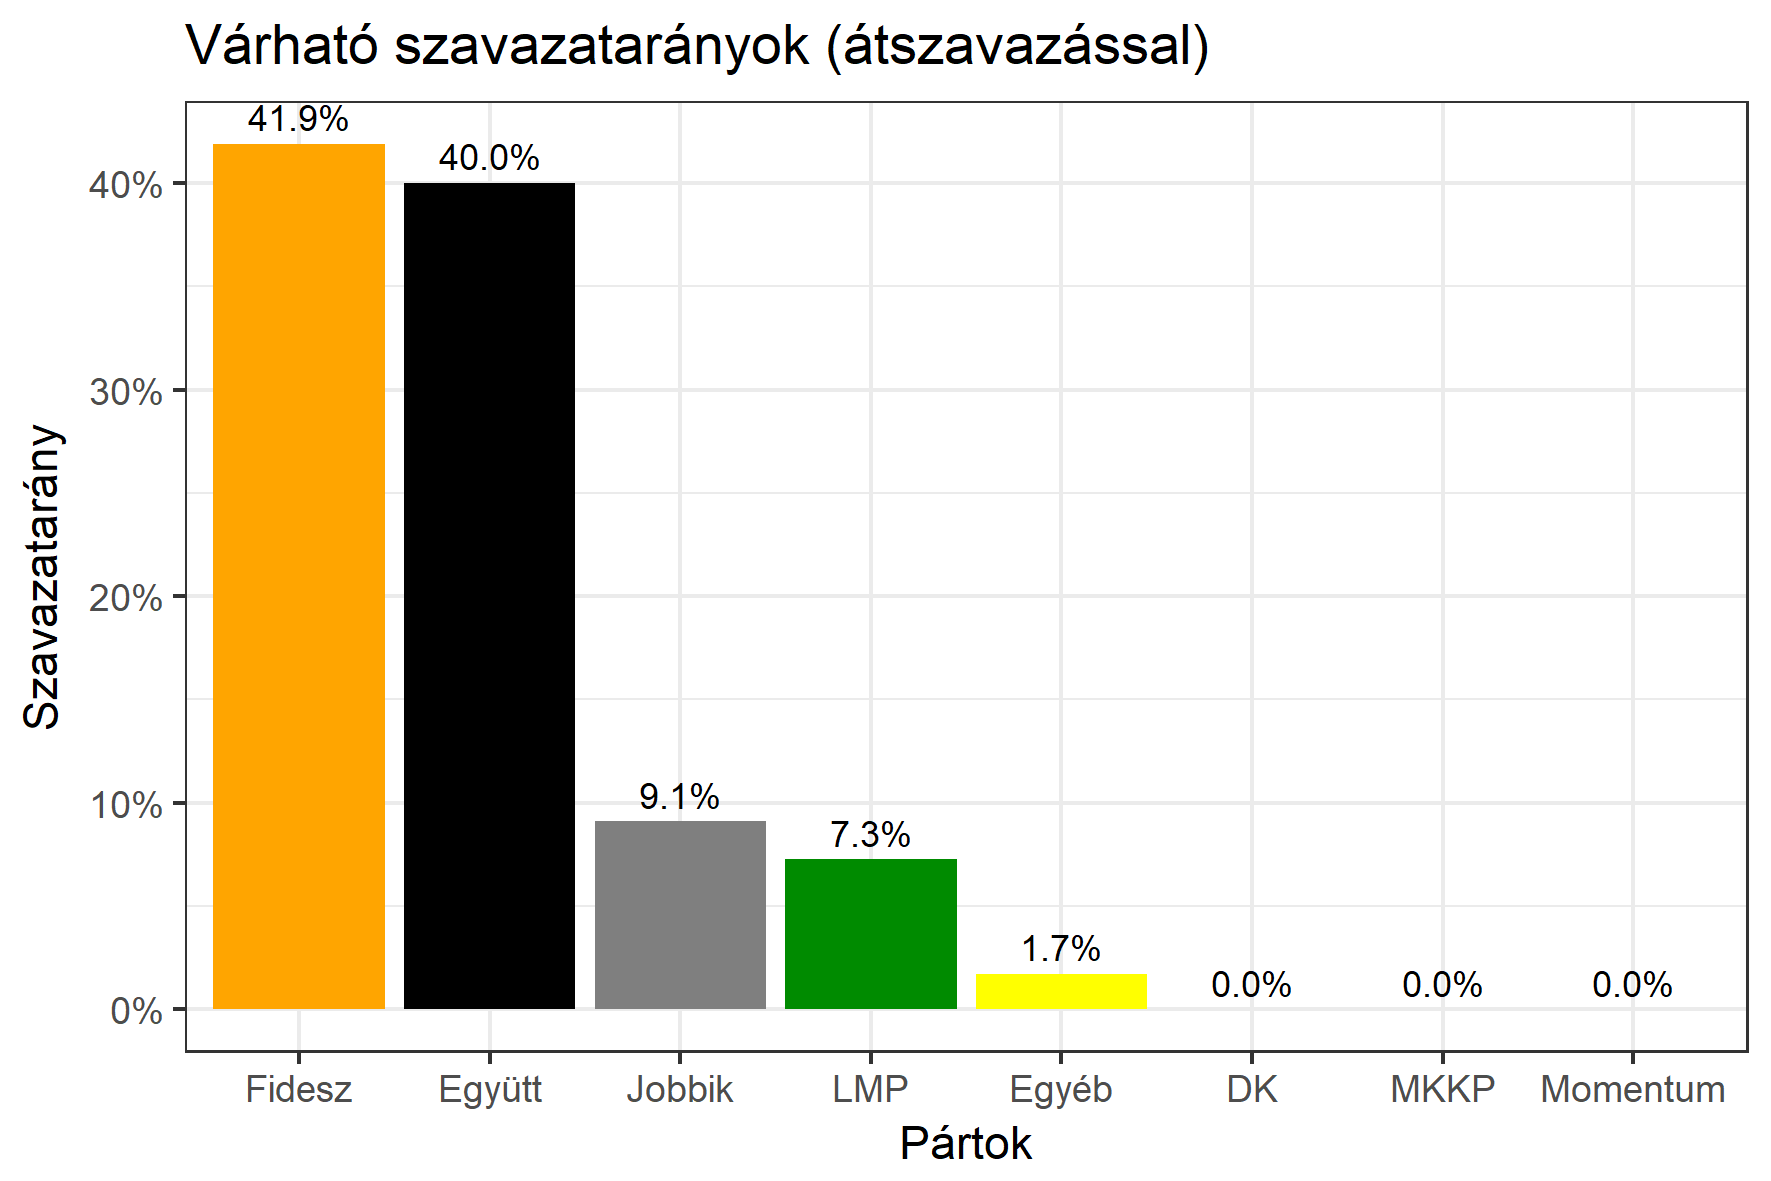 Várható szavazatarányok (átszavazással)
41.9%
40.0%
9.1%
7.3%
1.7%
0.0%
0.0%
0.0%
40%
30%
20%
10%
0%
Szavazatarány
Fidesz
Együtt
Jobbik
LMP
Egyéb
DK
MKKP
Momentum
Pártok